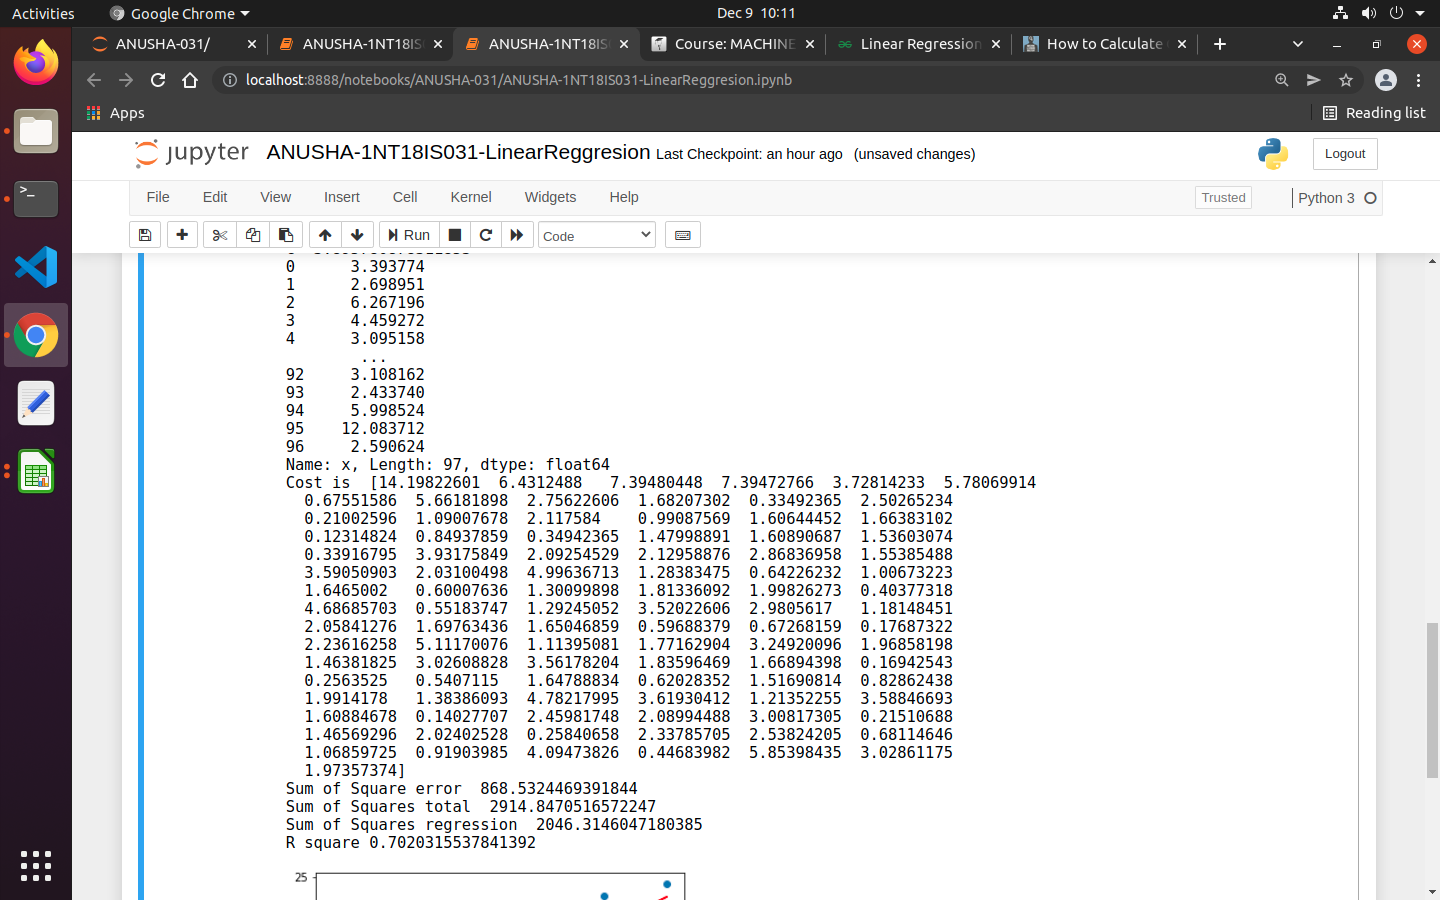 Activities
Google Chrome
Dec 9 10:11
ANUSHA-031/
ANUSHA-1NT18IS
ANUSHA-1NT18IS
Course: MACHINE
Linear Regression
How to Calculate
localhost:8888/notebooks/ANUSHA-031/ANUSHA-1NT18IS031-LinearReggresion.ipynb
Apps
Reading list
jupyter ANUSHA-1NT18IS031-LinearReggresion Last Checkpoint: an hour ago (unsaved changes)
Logout
File Edit View Insert Cell Kernel Widgets Help
Trusted
Python 3
Run
Code
0 3.393774
1 2.698951
2 6.267196
3 4.459272
4 3.095158
...
92 3.108162
93 2.433740
94 5.998524
95 12.083712
96 2.590624
Name: x, Length: 97, dtype: float64
Cost is [14.19822601 6.4312488 7.39480448 7.39472766 3.72814233 5.78069914
0.67551586 5.66181898 2.75622606 1.68207302 0.33492365 2.50265234
0.21002596 1.09007678 2.117584 0.99087569 1.60644452 1.66383102
0.12314824 0.84937859 0.34942365 1.47998891 1.60890687 1.53603074
0.33916795 3.93175849 2.09254529 2.12958876 2.86836958 1.55385488
3.59050903 2.03100498 4.99636713 1.28383475 0.64226232 1.00673223
1.6465002 0.60007636 1.30099898 1.81336092 1.99826273 0.40377318
4.68685703 0.55183747 1.29245052 3.52022606 2.9805617 1.18148451
2.05841276 1.69763436 1.65046859 0.59688379 0.67268159 0.17687322
2.23616258 5.11170076 1.11395081 1.77162904 3.24920096 1.96858198
1.46381825 3.02608828 3.56178204 1.83596469 1.66894398 0.16942543
0.2563525 0.5407115 1.64788834 0.62028352 1.51690814 0.82862438
1.9914178 1.38386093 4.78217995 3.61930412 1.21352255 3.58846693
1.60884678 0.14027707 2.45981748 2.08994488 3.00817305 0.21510688
1.46569296 2.02402528 0.25840658 2.33785705 2.53824205 0.68114646
1.06859725 0.91903985 4.09473826 0.44683982 5.85398435 3.02861175
1.97357374]
Sum of Square error 868.5324469391844
Sum of Squares total 2914.8470516572247
Sum of Squares regression 2046.3146047180385
R square 0.7020315537841392
25